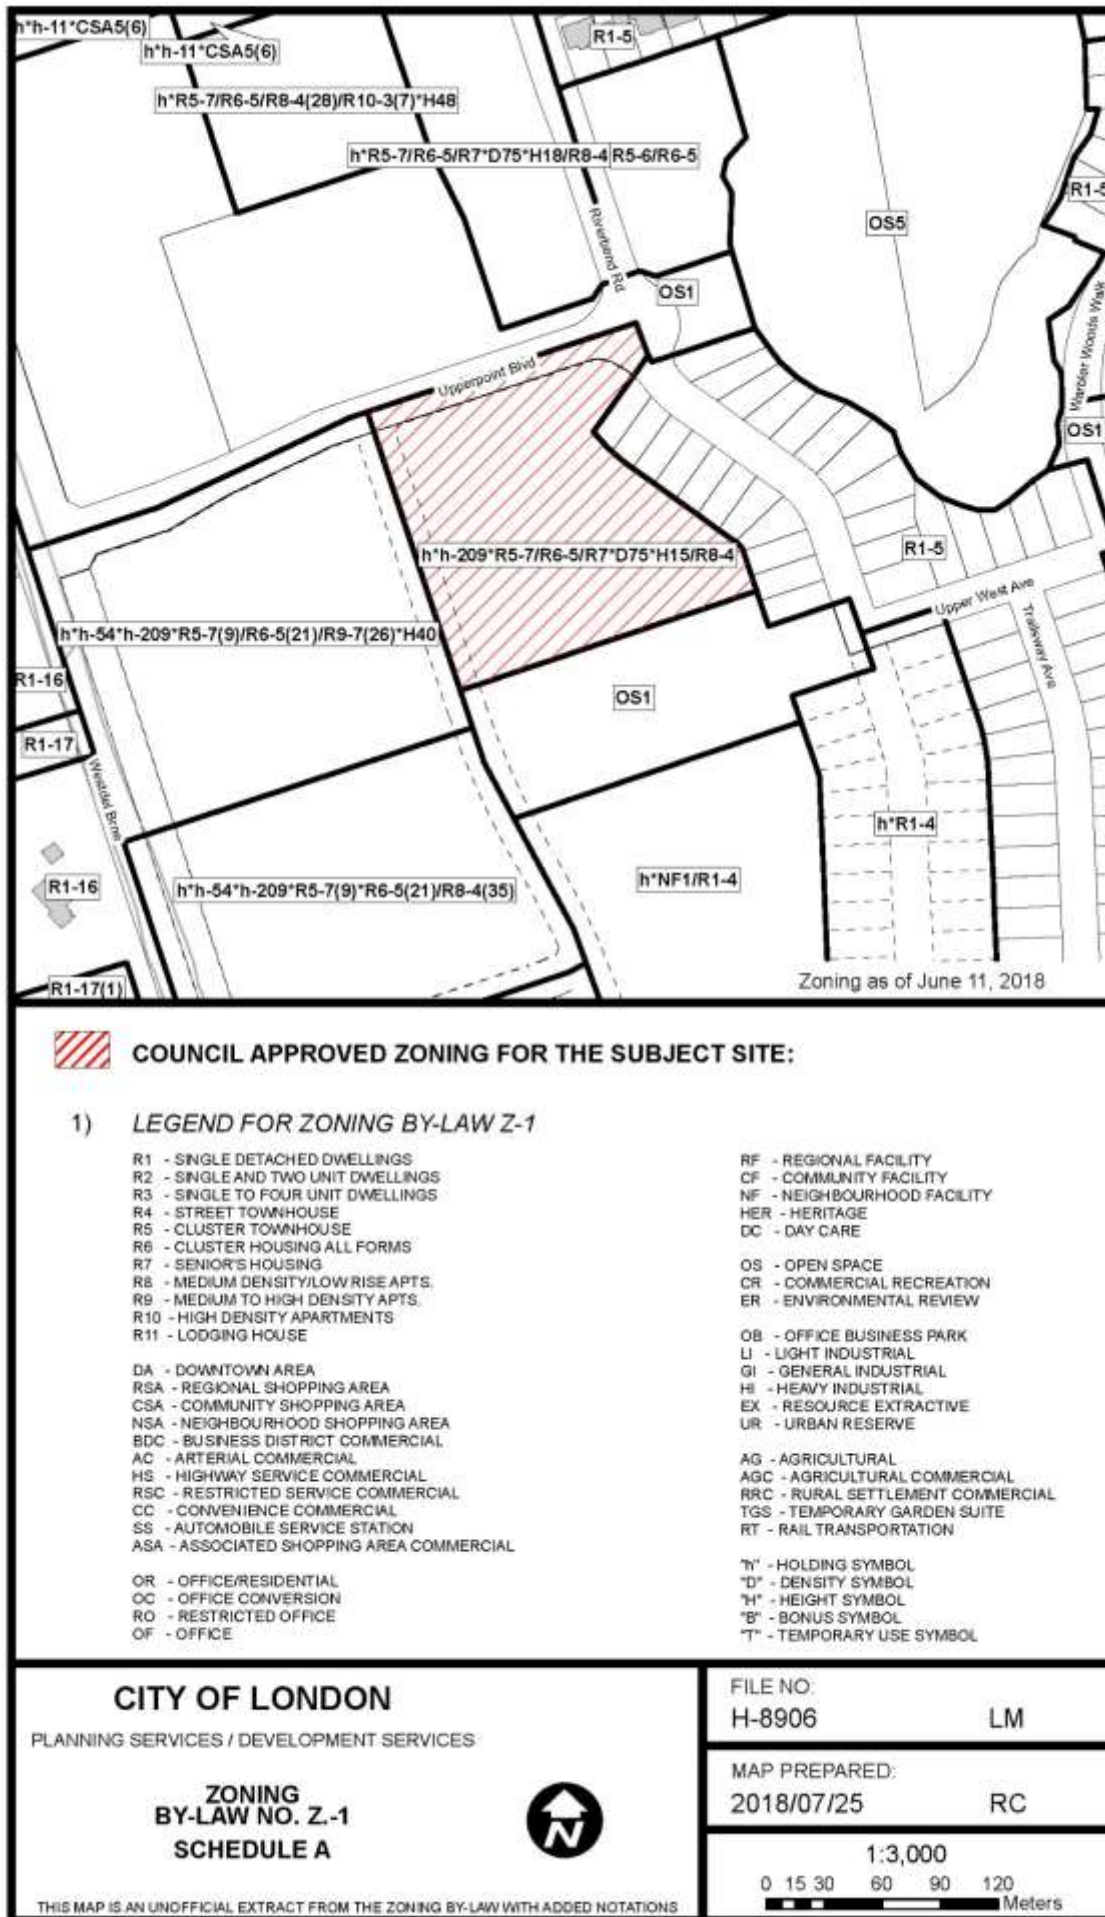 h*h-11*CSA5(6)
h*h-11*CSA5(6)
R1-5
h*R5-7/R6-5/R8-4(28)/R10-3(7)*H48
h*R5-7/R6-5/R7*D75*H18/R8-4
R5-6/R6-5
R1-5
OS5
Riverbend Rd
OS1
Warbler Woods Walk
Upperpoint Blvd
OS1
h*h-209*R5-7/R6-5/R7*D75*H15/R8-4
R1-5
Upper West Ave
Trailsway Ave
h*h-54*h-209*R5-7(9)/R6-5(21)/R9-7(26)*H40
R1-16
OS1
R1-17
Westdel Brne
h*R1-4
R1-16
h*h-54*h-209*R5-7(9)*R6-5(21)/R8-4(35)
h*NF1/R1-4
R1-17(1)
Zoning as of June 11, 2018
COUNCIL APPROVED ZONING FOR THE SUBJECT SITE:
1) LEGEND FOR ZONING BY-LAW Z-1
R1 - SINGLE DETACHED DWELLINGS
R2 - SINGLE AND TWO UNIT DWELLINGS
R3 - SINGLE TO FOUR UNIT DWELLINGS
R4 - STREET TOWNHOUSE
R5 - CLUSTER TOWNHOUSE
R6 - CLUSTER HOUSING ALL FORMS
R7 - SENIOR'S HOUSING
R8 - MEDIUM DENSITY/LOW RISE APTS.
R9 - MEDIUM TO HIGH DENSITY APTS.
R10 - HIGH DENSITY APARTMENTS
R11 - LODGING HOUSE
DA - DOWNTOWN AREA
RSA - REGIONAL SHOPPING AREA
CSA - COMMUNITY SHOPPING AREA
NSA - NEIGHBOURHOOD SHOPPING AREA
BDC - BUSINESS DISTRICT COMMERCIAL
AC - ARTERIAL COMMERCIAL
HS - HIGHWAY SERVICE COMMERCIAL
RSC - RESTRICTED SERVICE COMMERCIAL
CC - CONVENIENCE COMMERCIAL
SS - AUTOMOBILE SERVICE STATION
ASA - ASSOCIATED SHOPPING AREA COMMERCIAL
OR - OFFICE/RESIDENTIAL
OC - OFFICE CONVERSION
RO - RESTRICTED OFFICE
OF - OFFICE
RF - REGIONAL FACILITY
CF - COMMUNITY FACILITY
NF - NEIGHBOURHOOD FACILITY
HER - HERITAGE
DC - DAY CARE
OS - OPEN SPACE
CR - COMMERCIAL RECREATION
ER - ENVIRONMENTAL REVIEW
OB - OFFICE BUSINESS PARK
LI - LIGHT INDUSTRIAL
GI - GENERAL INDUSTRIAL
HI - HEAVY INDUSTRIAL
EX - RESOURCE EXTRACTIVE
UR - URBAN RESERVE
AG - AGRICULTURAL
AGC - AGRICULTURAL COMMERCIAL
RRC - RURAL SETTLEMENT COMMERCIAL
TGS - TEMPORARY GARDEN SUITE
RT - RAIL TRANSPORTATION
"h" - HOLDING SYMBOL
"D" - DENSITY SYMBOL
"H" - HEIGHT SYMBOL
"B" - BONUS SYMBOL
"T" - TEMPORARY USE SYMBOL
CITY OF LONDON
PLANNING SERVICES / DEVELOPMENT SERVICES
ZONING
BY-LAW NO. Z.-1
SCHEDULE A
N
THIS MAP IS AN UNOFFICIAL EXTRACT FROM THE ZONING BY-LAW WITH ADDED NOTATIONS
FILE NO:
H-8906 LM
MAP PREPARED:
2018/07/25 RC
1:3,000
0 15 30 60 90 120
Meters